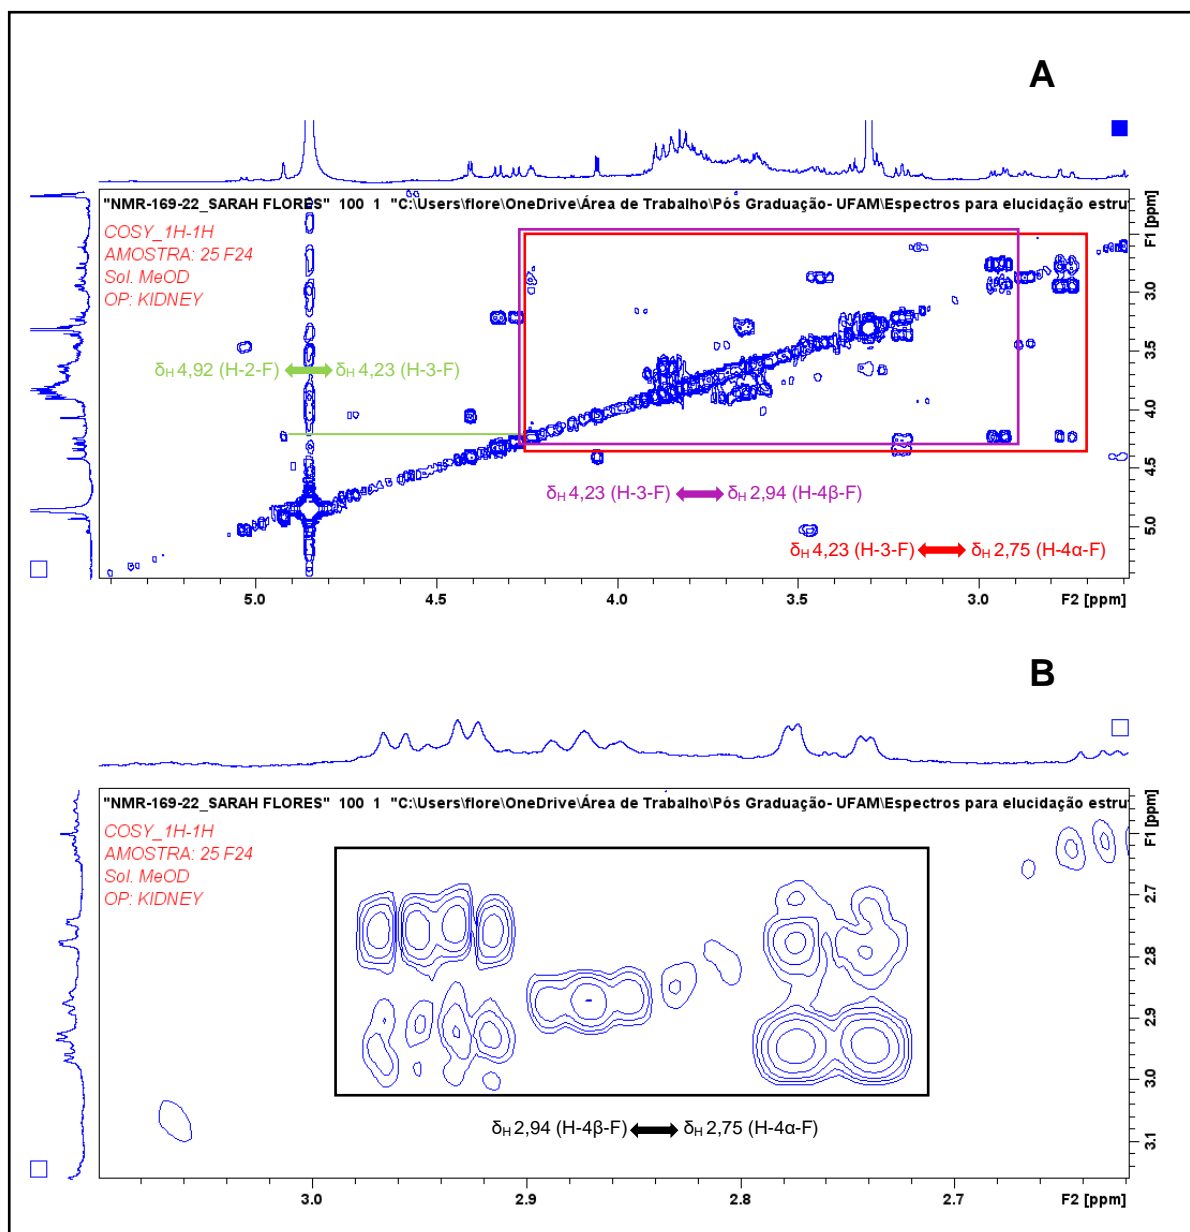 A
"NMR-169-22_SARAH FLORES" 100 1 "C:\Users\flore\OneDrive\Área de Trabalho\Pós Graduação- UFAM\Espectros para elucidação estru
COSY_1H-1H
AMOSTRA: 25 F24
Sol. MeOD
OP: KIDNEY
F1 [ppm]
3.0
3.5
4.0
4.5
5.0
δH 4,92 (H-2-F) δH 4,23 (H-3-F)
δH 4,23 (H-3-F) δH 2,94 (H-4β-F)
δH 4,23 (H-3-F) δH 2,75 (H-4α-F)
5.0 4.5 4.0 3.5 3.0 F2 [ppm]
B
"NMR-169-22_SARAH FLORES" 100 1 "C:\Users\flore\OneDrive\Área de Trabalho\Pós Graduação- UFAM\Espectros para elucidação estru
COSY_1H-1H
AMOSTRA: 25 F24
Sol. MeOD
OP: KIDNEY
F1 [ppm]
2.7
2.8
2.9
3.0
3.1
δH 2,94 (H-4β-F) δH 2,75 (H-4α-F)
3.0 2.9 2.8 2.7 F2 [ppm]